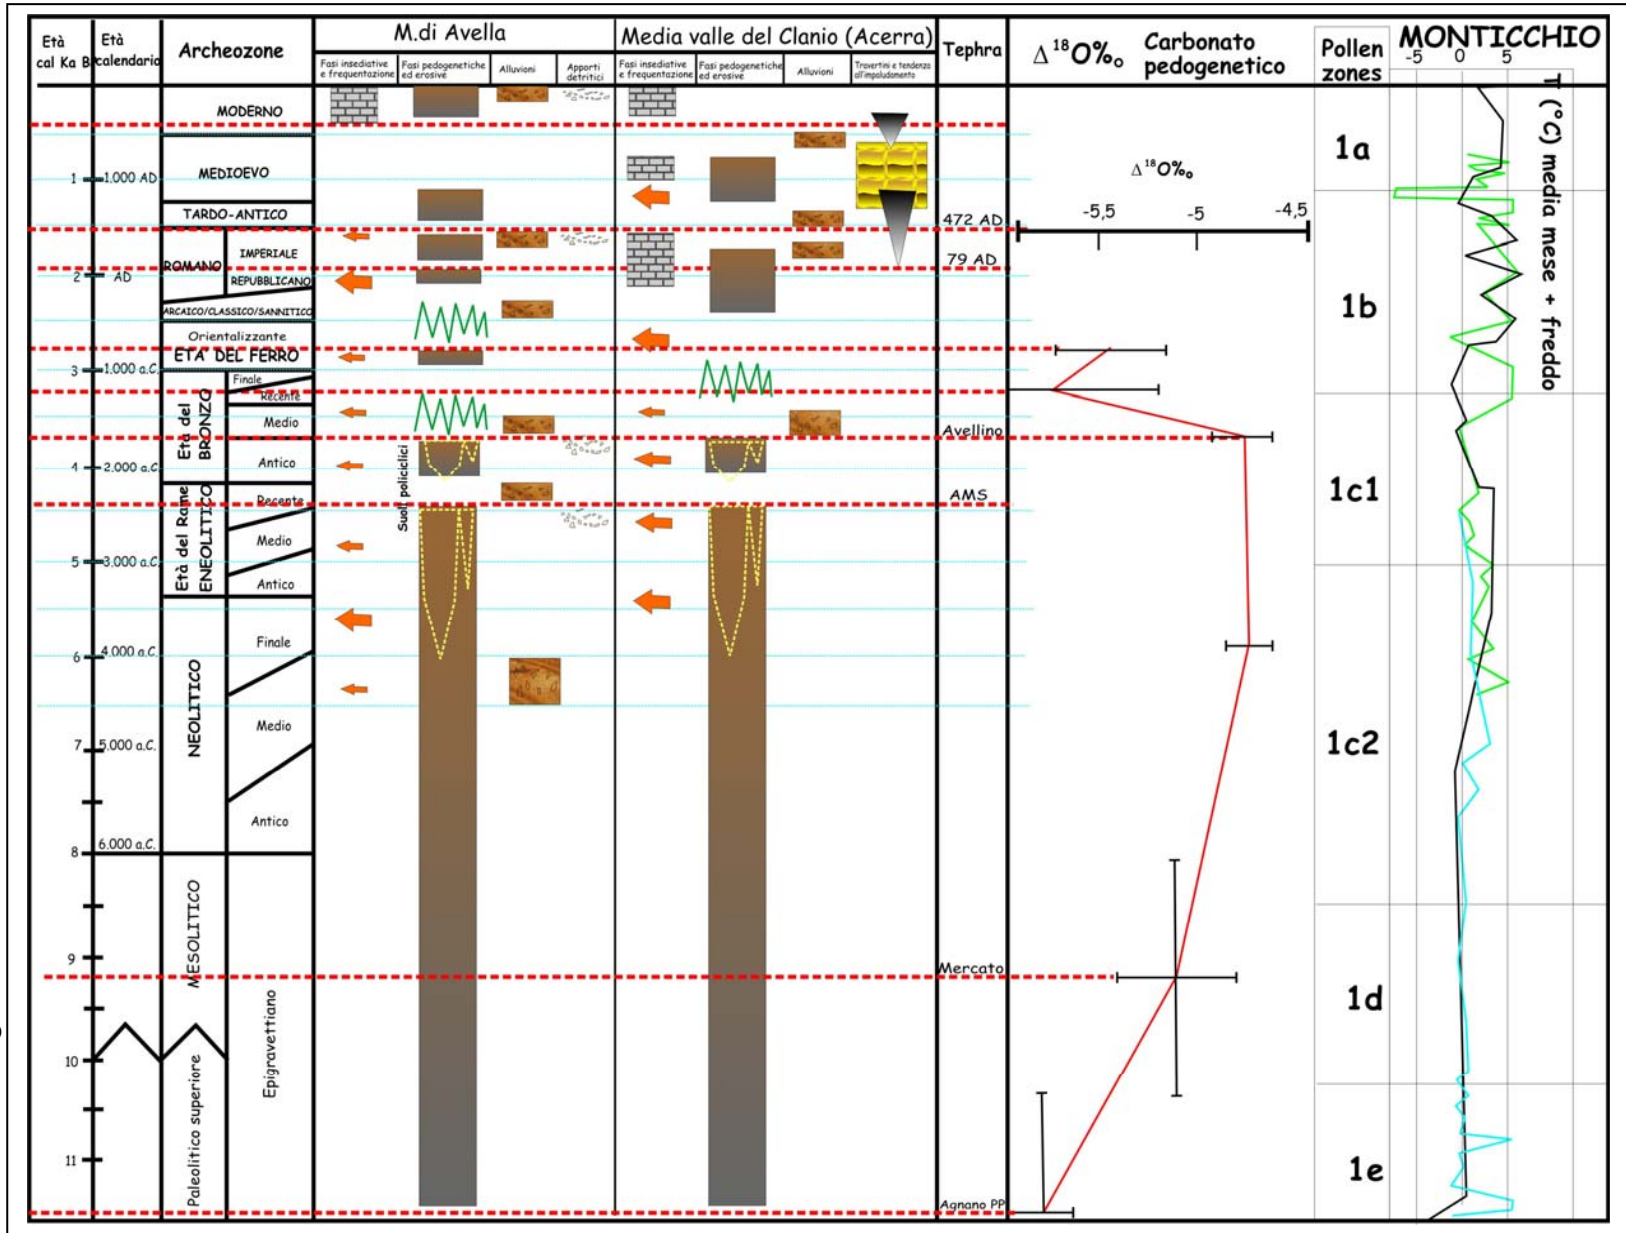 Età
cal Ka B
Età
calendario
Archeozone
M.di Avella
Media valle del Clanio (Acerra)
Tephra
Δ 18O‰
Carbonato
pedogenetico
Pollen
zones
MONTICCHIO
-5 0 5
Fasi insediative
e frequentazione
Fasi pedogenetiche
ed erosive
Alluvioni
Apporti
detritici
Fasi insediative
e frequentazione
Fasi pedogenetiche
ed erosive
Alluvioni
Travertini e tendenza
all'impaludamento
T (°C) media mese + freddo
MODERNO
MEDIOEVO
1
1.000 AD
TARDO-ANTICO
472 AD
ROMANO
IMPERIALE
79 AD
2
AD
REPUBBLICANO
ARCAICO/CLASSICO/SANNITICO
Orientalizzante
ETA' DEL FERRO
3
1.000 a.C.
Età del
BRONZO
Finale
Recente
Medio
Avellino
Antico
4
2.000 a.C.
Suoli policiclici
Età del Rame
ENEOLITICO
Recente
AMS
Medio
5
3.000 a.C.
Antico
NEOLITICO
Finale
4.000 a.C.
6
Medio
7
5.000 a.C.
Antico
6.000 a.C.
8
MESOLITICO
9
Mercato
Epigravettiano
10
Paleolitico superiore
11
Agnano PP
Δ 18O‰
-5,5 -5 -4,5
1a
1b
1c1
1c2
1d
1e